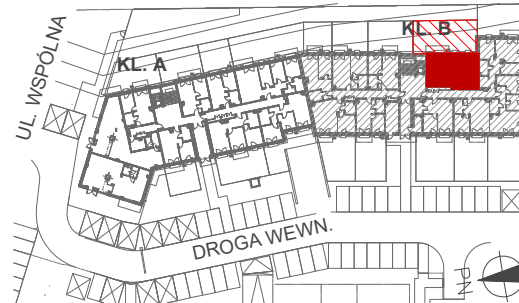 UL. WSPÓLNA
KL. A
KL. B
DROGA WEWN.
PN